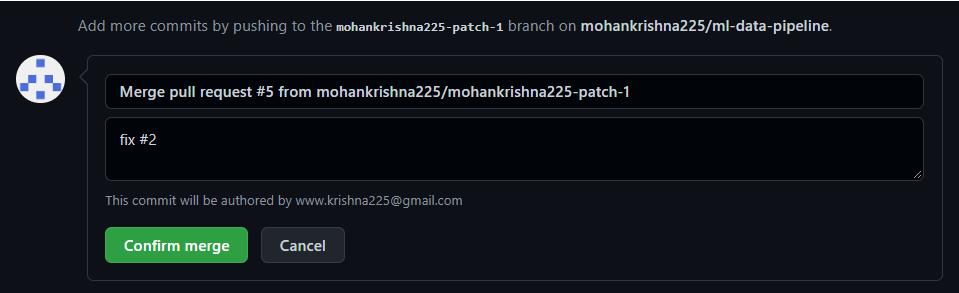 Add more commits by pushing to the mohankrishna225-patch-1 branch on mohankrishna225/ml-data-pipeline.
Merge pull request #5 from mohankrishna225/mohankrishna225-patch-1
fix #2
This commit will be authored by www.krishna225@gmail.com
Confirm merge Cancel